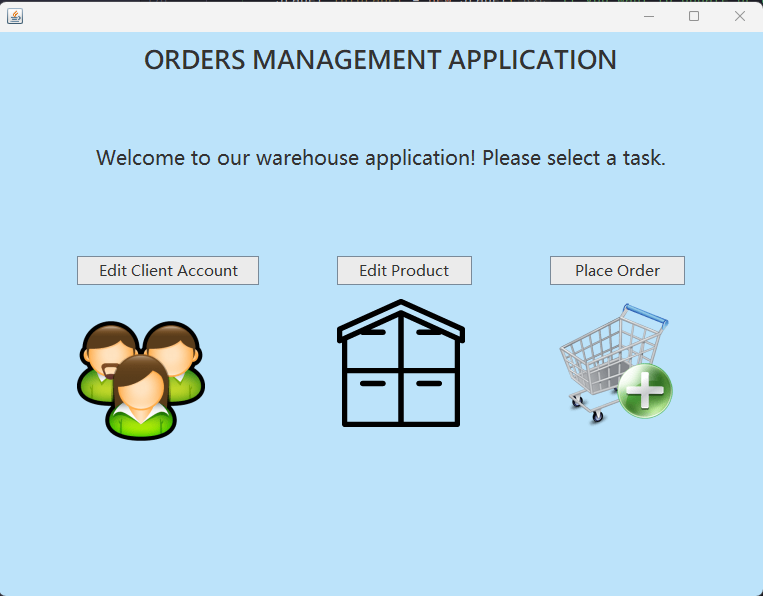 ORDERS MANAGEMENT APPLICATION
Welcome to our warehouse application! Please select a task.
Edit Client Account
Edit Product
Place Order